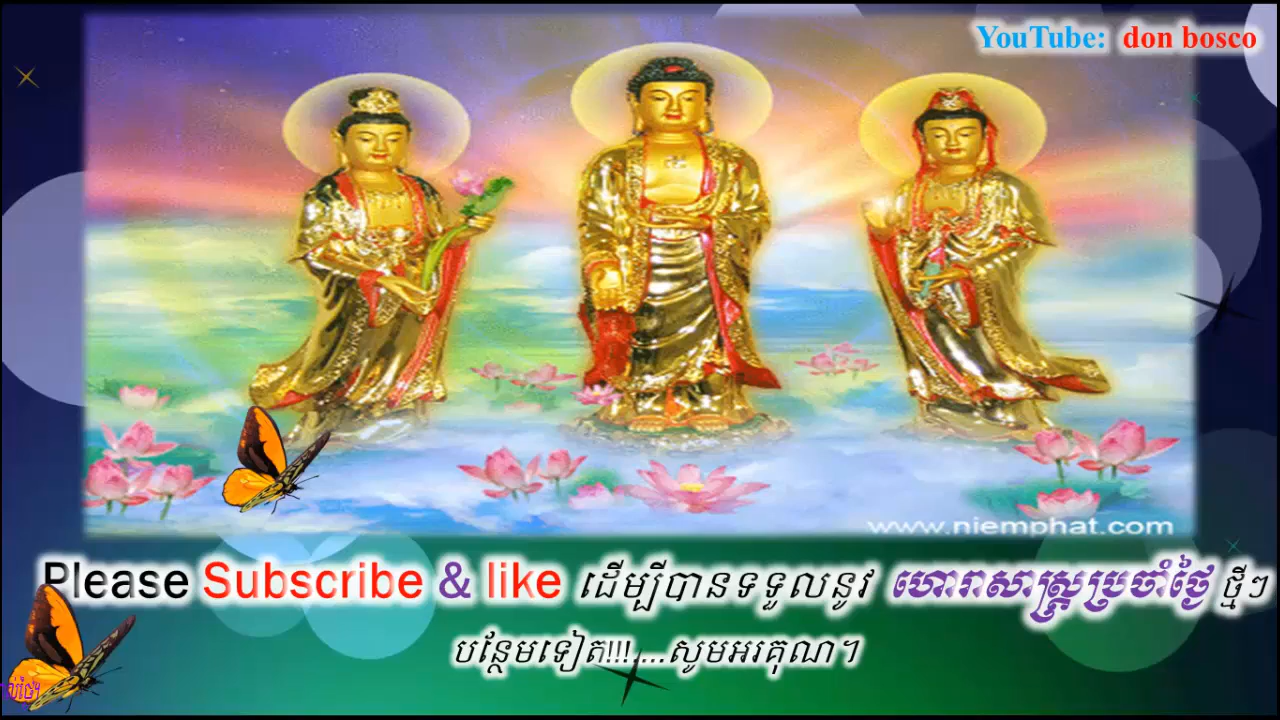 YouTube: don bosco
www.niemphat.com
Please Subscribe & like ដើម្បីបានទទួលនូវ ហោរាសាស្ត្រប្រចាំថ្ងៃ ថ្មីៗ
បន្ថែមទៀត!!!....សូមអរគុណ។